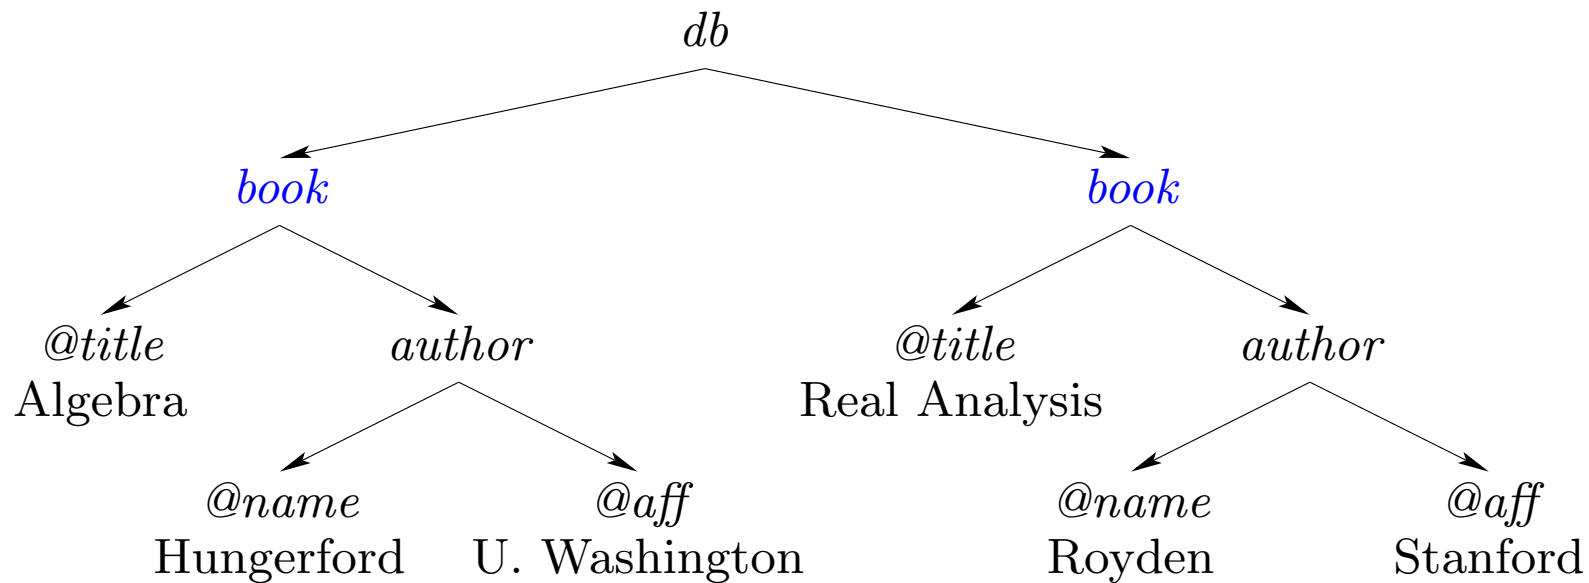 db
book book
@title author @title author
Algebra Real Analysis
@name @aff @name @aff
Hungerford U. Washington Royden Stanford